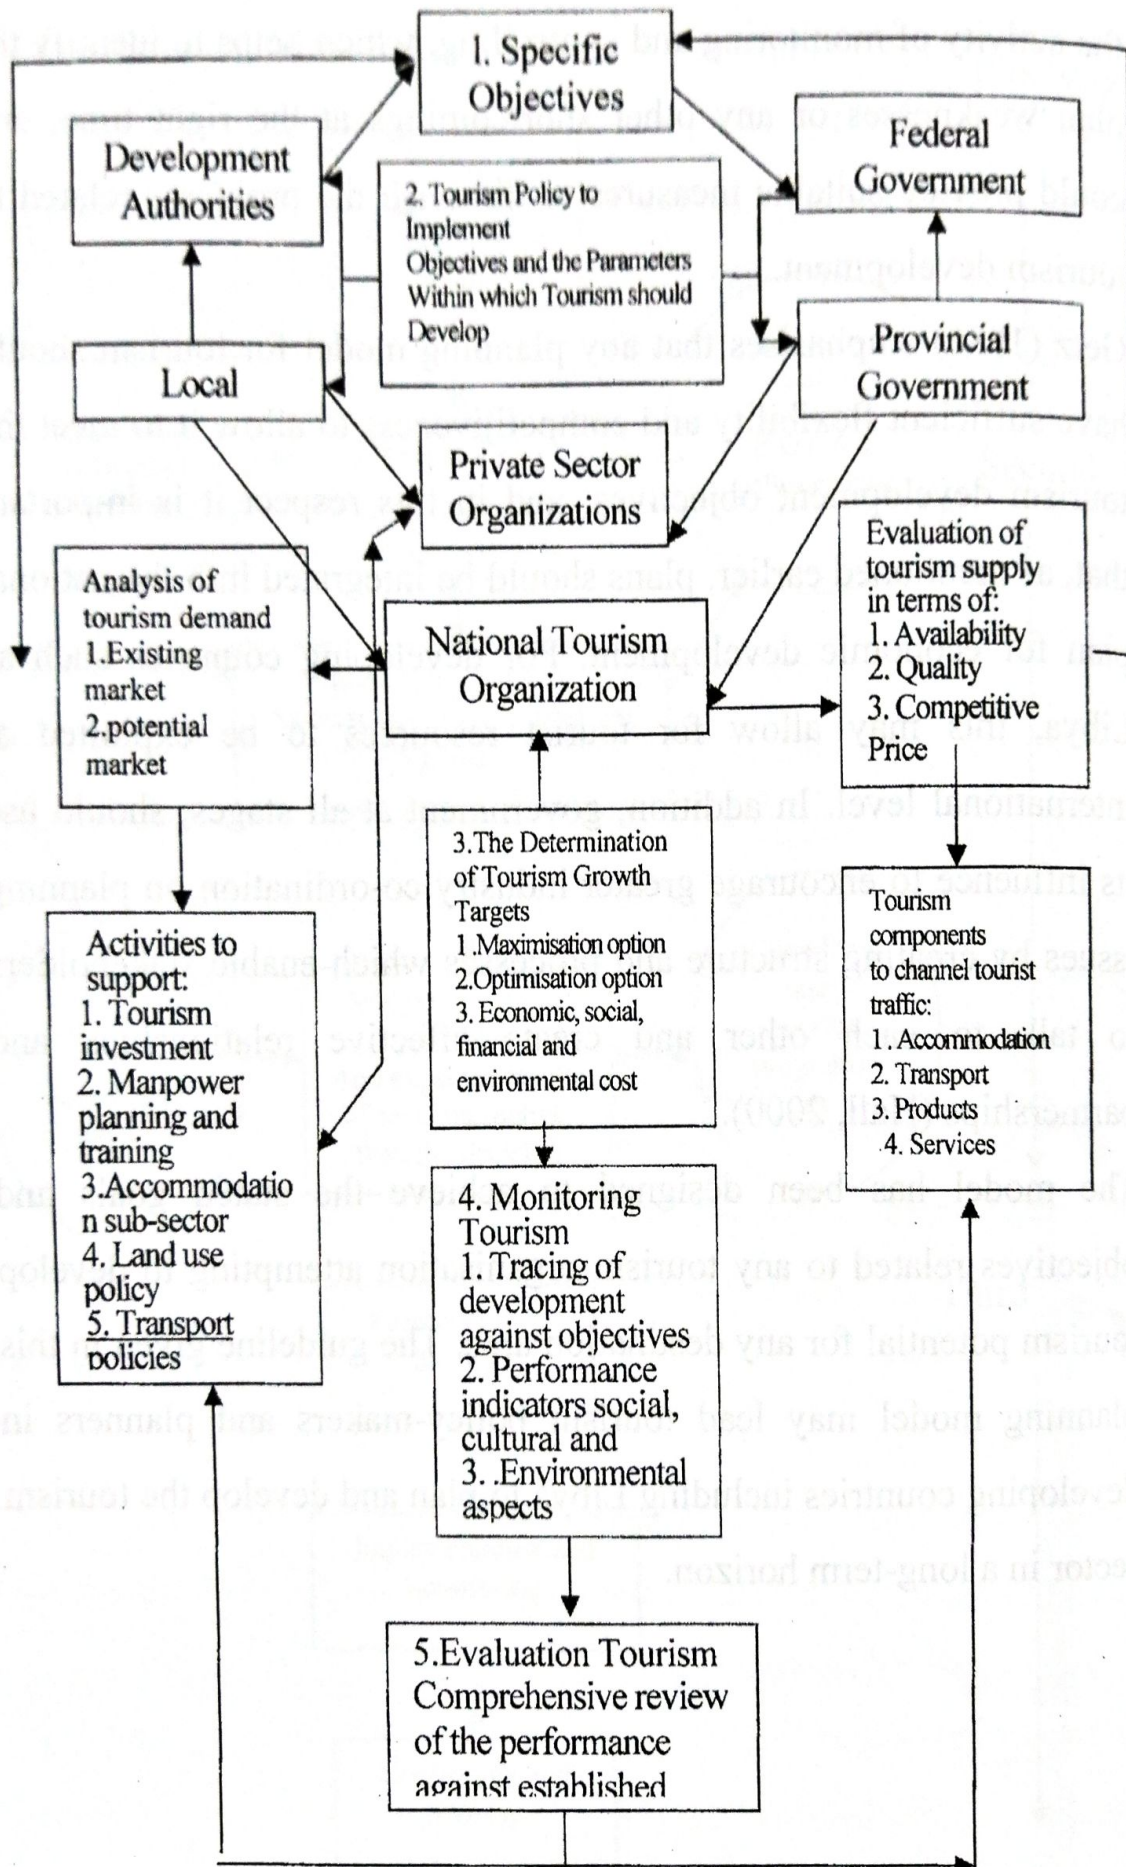 1. Specific
Objectives
Development
Authorities
Federal
Government
2. Tourism Policy to
Implement
Objectives and the Parameters
Within which Tourism should
Develop
Local
Provincial
Government
Private Sector
Organizations
Analysis of
tourism demand
1.Existing
market
2.potential
market
National Tourism
Organization
Evaluation of
tourism supply
in terms of:
1. Availability
2. Quality
3. Competitive
Price
3.The Determination
of Tourism Growth
Targets
1.Maximisation option
2.Optimisation option
3. Economic, social,
financial and
environmental cost
Activities to
support:
1. Tourism
investment
2. Manpower
planning and
training
3.Accommodatio
n sub-sector
4. Land use
policy
5. Transport
policies
Tourism
components
to channel tourist
traffic:
1. Accommodation
2. Transport
3. Products
4. Services
4. Monitoring
Tourism
1. Tracing of
development
against objectives
2. Performance
indicators social,
cultural and
3. .Environmental
aspects
5.Evaluation Tourism
Comprehensive review
of the performance
against established